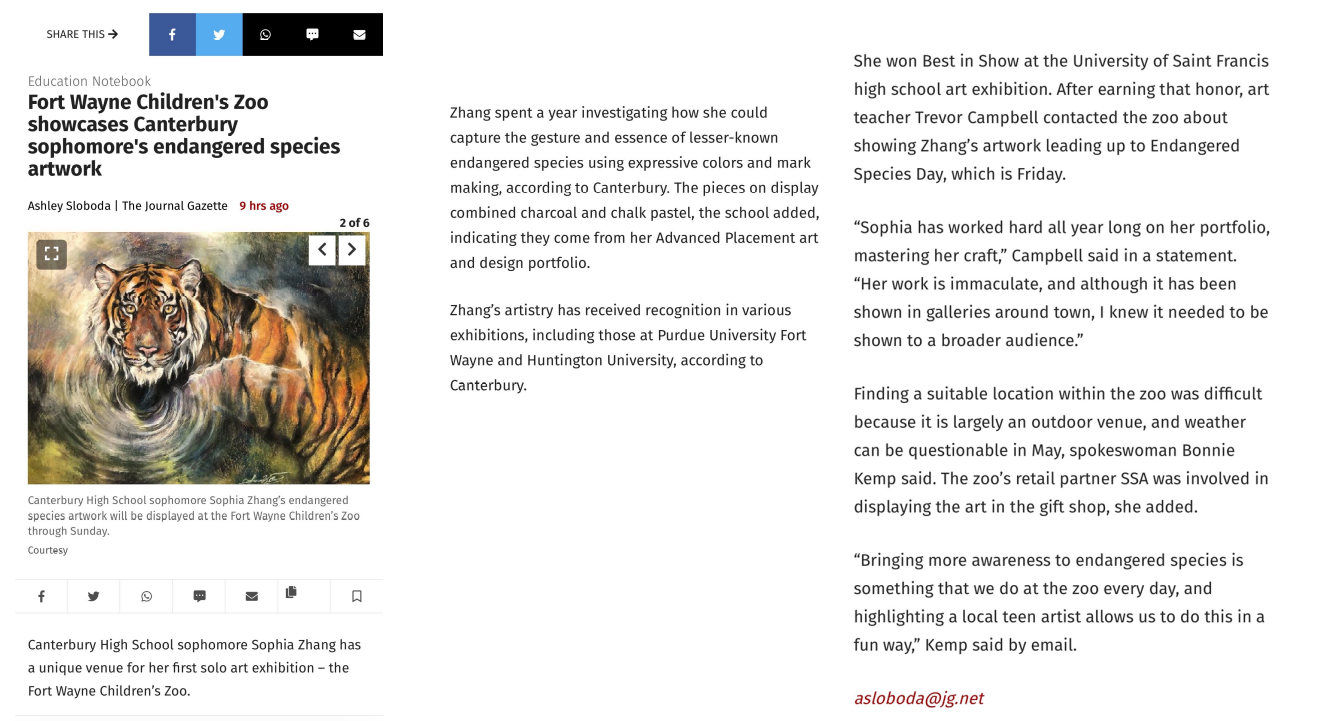 SHARE THIS
Education Notebook
Fort Wayne Children's Zoo
showcases Canterbury
sophomore's endangered species
artwork
Ashley Sloboda | The Journal Gazette 9 hrs ago
2 of 6
Canterbury High School sophomore Sophia Zhang’s endangered
species artwork will be displayed at the Fort Wayne Children’s Zoo
through Sunday.
Courtesy
Canterbury High School sophomore Sophia Zhang has
a unique venue for her first solo art exhibition – the
Fort Wayne Children’s Zoo.
Zhang spent a year investigating how she could
capture the gesture and essence of lesser-known
endangered species using expressive colors and mark
making, according to Canterbury. The pieces on display
combined charcoal and chalk pastel, the school added,
indicating they come from her Advanced Placement art
and design portfolio.
Zhang’s artistry has received recognition in various
exhibitions, including those at Purdue University Fort
Wayne and Huntington University, according to
Canterbury.
She won Best in Show at the University of Saint Francis
high school art exhibition. After earning that honor, art
teacher Trevor Campbell contacted the zoo about
showing Zhang’s artwork leading up to Endangered
Species Day, which is Friday.
“Sophia has worked hard all year long on her portfolio,
mastering her craft,” Campbell said in a statement.
“Her work is immaculate, and although it has been
shown in galleries around town, I knew it needed to be
shown to a broader audience.”
Finding a suitable location within the zoo was difficult
because it is largely an outdoor venue, and weather
can be questionable in May, spokeswoman Bonnie
Kemp said. The zoo’s retail partner SSA was involved in
displaying the art in the gift shop, she added.
“Bringing more awareness to endangered species is
something that we do at the zoo every day, and
highlighting a local teen artist allows us to do this in a
fun way,” Kemp said by email.
asloboda@jg.net